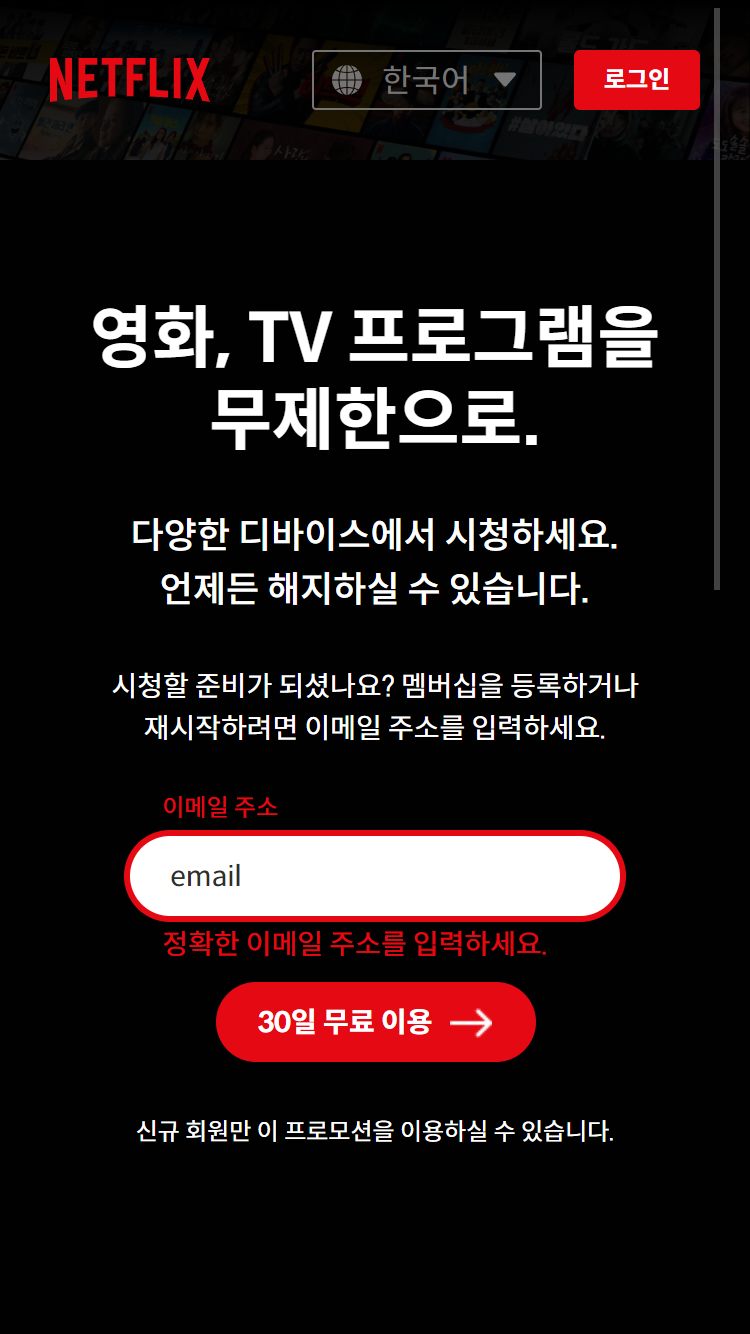 NETFLIX
한국어
로그인
영화, TV 프로그램을
무제한으로.
다양한 디바이스에서 시청하세요.
언제든 해지하실 수 있습니다.
시청할 준비가 되셨나요? 멤버십을 등록하거나
재시작하려면 이메일 주소를 입력하세요.
이메일 주소
email
정확한 이메일 주소를 입력하세요.
30일 무료 이용
신규 회원만 이 프로모션을 이용하실 수 있습니다.